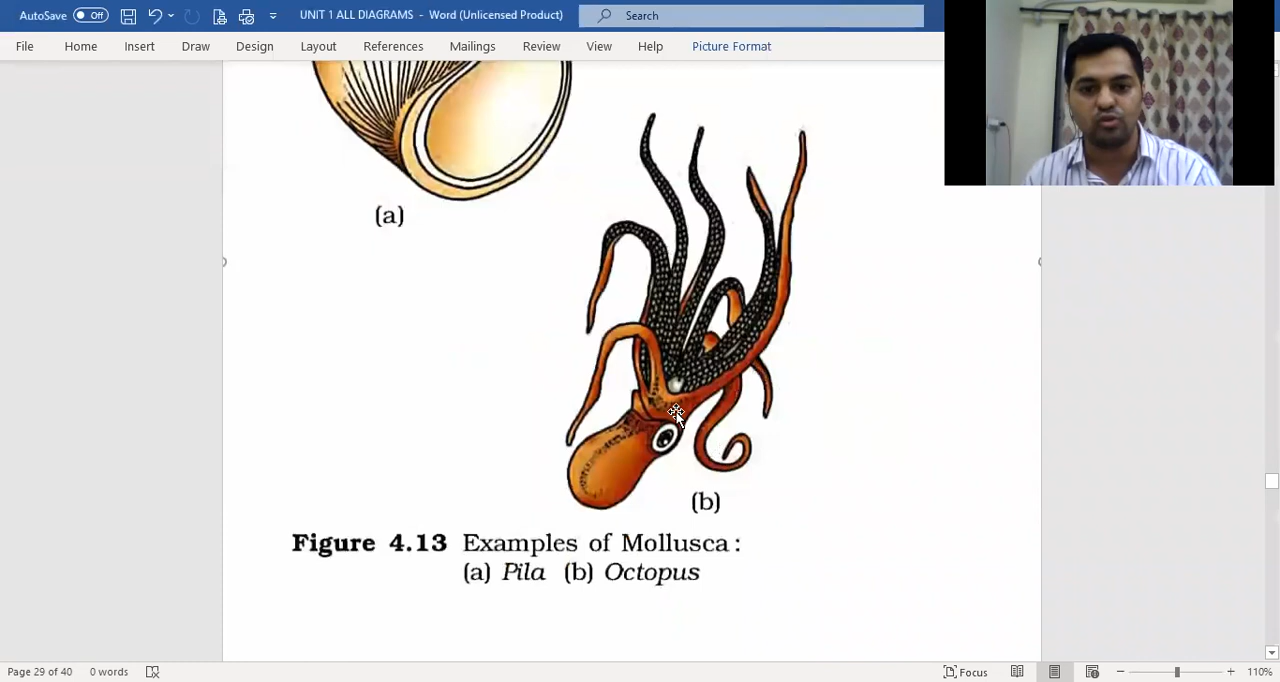 AutoSave Off UNIT 1 ALL DIAGRAMS - Word (Unlicensed Product) Search
File Home Insert Draw Design Layout References Mailings Review View Help Picture Format
(a)
(b)
Figure 4.13 Examples of Mollusca :
(a) Pila (b) Octopus
Page 29 of 40 0 words Focus 110%